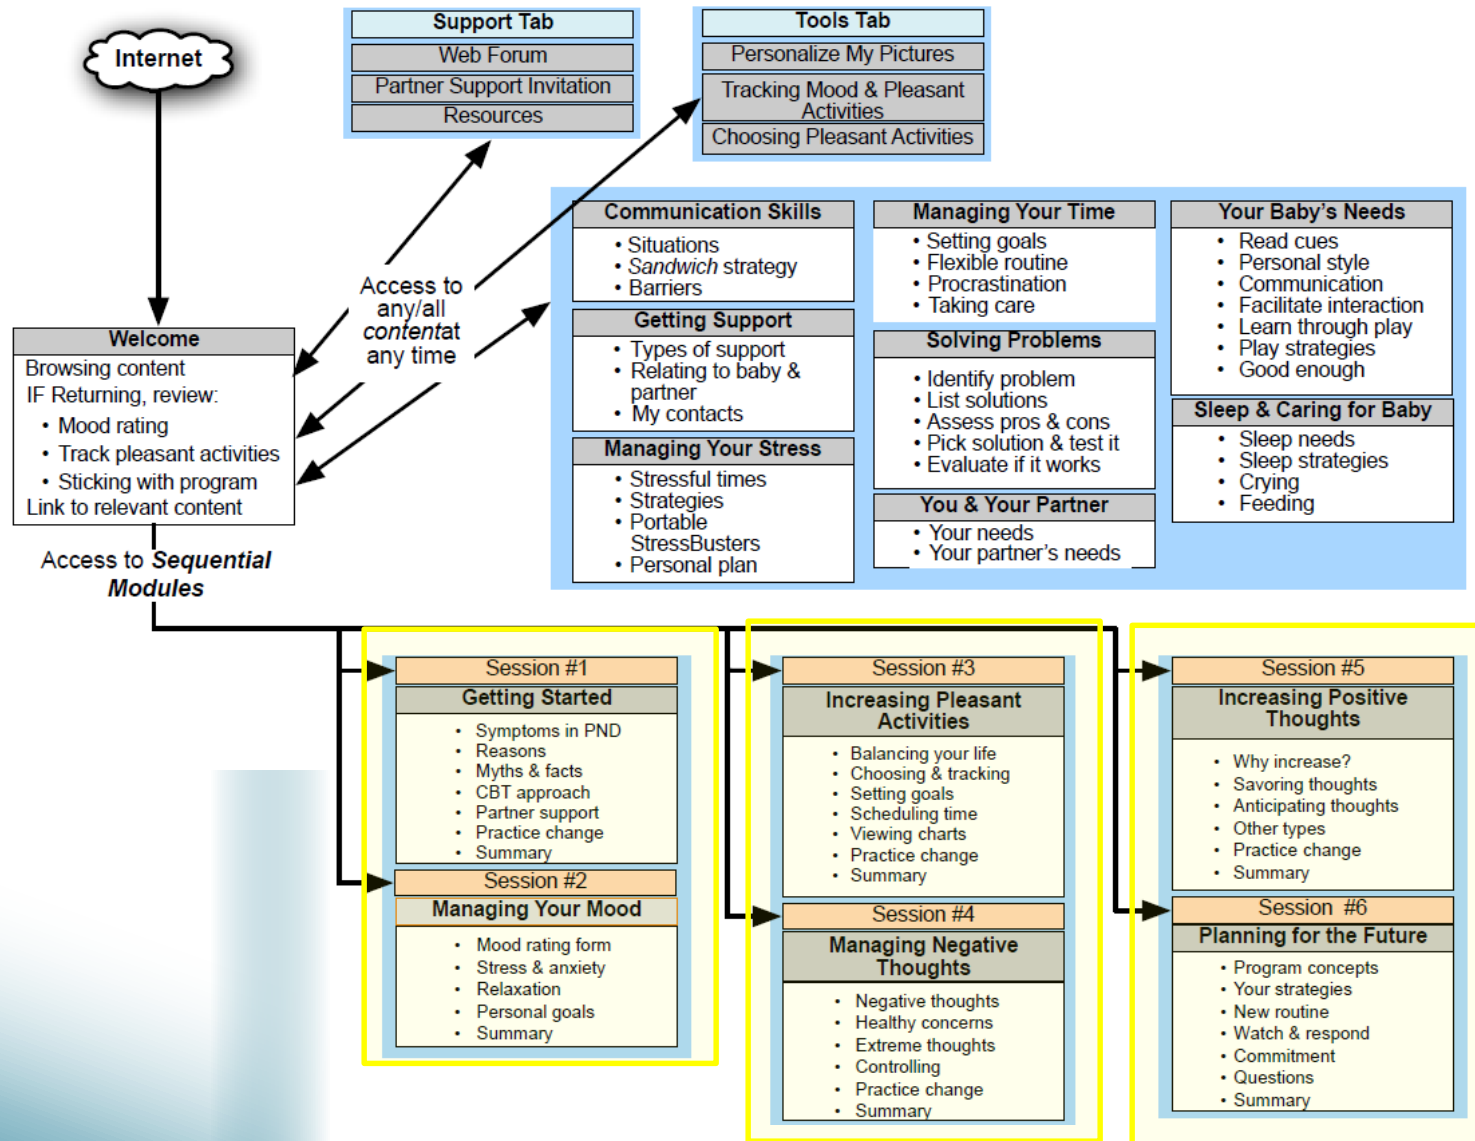 Internet
Support Tab
Web Forum
Partner Support Invitation
Resources
Tools Tab
Personalize My Pictures
Tracking Mood & Pleasant
Activities
Choosing Pleasant Activities
Access to
any/all
contentat
any time
Welcome
Browsing content
IF Returning, review:
• Mood rating
• Track pleasant activities
• Sticking with program
Link to relevant content
Communication Skills
• Situations
• Sandwich strategy
• Barriers
Getting Support
• Types of support
• Relating to baby &
partner
• My contacts
Managing Your Stress
• Stressful times
• Strategies
• Portable
StressBusters
• Personal plan
Managing Your Time
• Setting goals
• Flexible routine
• Procrastination
• Taking care
Solving Problems
• Identify problem
• List solutions
• Assess pros & cons
• Pick solution & test it
• Evaluate if it works
You & Your Partner
• Your needs
• Your partner's needs
Your Baby's Needs
• Read cues
• Personal style
• Communication
• Facilitate interaction
• Learn through play
• Play strategies
• Good enough
Sleep & Caring for Baby
• Sleep needs
• Sleep strategies
• Crying
• Feeding
Access to Sequential
Modules
Session #1
Getting Started
• Symptoms in PND
• Reasons
• Myths & facts
• CBT approach
• Partner support
• Practice change
• Summary
Session #2
Managing Your Mood
• Mood rating form
• Stress & anxiety
• Relaxation
• Personal goals
• Summary
Session #3
Increasing Pleasant
Activities
• Balancing your life
• Choosing & tracking
• Setting goals
• Scheduling time
• Viewing charts
• Practice change
• Summary
Session #4
Managing Negative
Thoughts
• Negative thoughts
• Healthy concerns
• Extreme thoughts
• Controlling
• Practice change
• Summary
Session #5
Increasing Positive
Thoughts
• Why increase?
• Savoring thoughts
• Anticipating thoughts
• Other types
• Practice change
• Summary
Session #6
Planning for the Future
• Program concepts
• Your strategies
• New routine
• Watch & respond
• Commitment
• Questions
• Summary